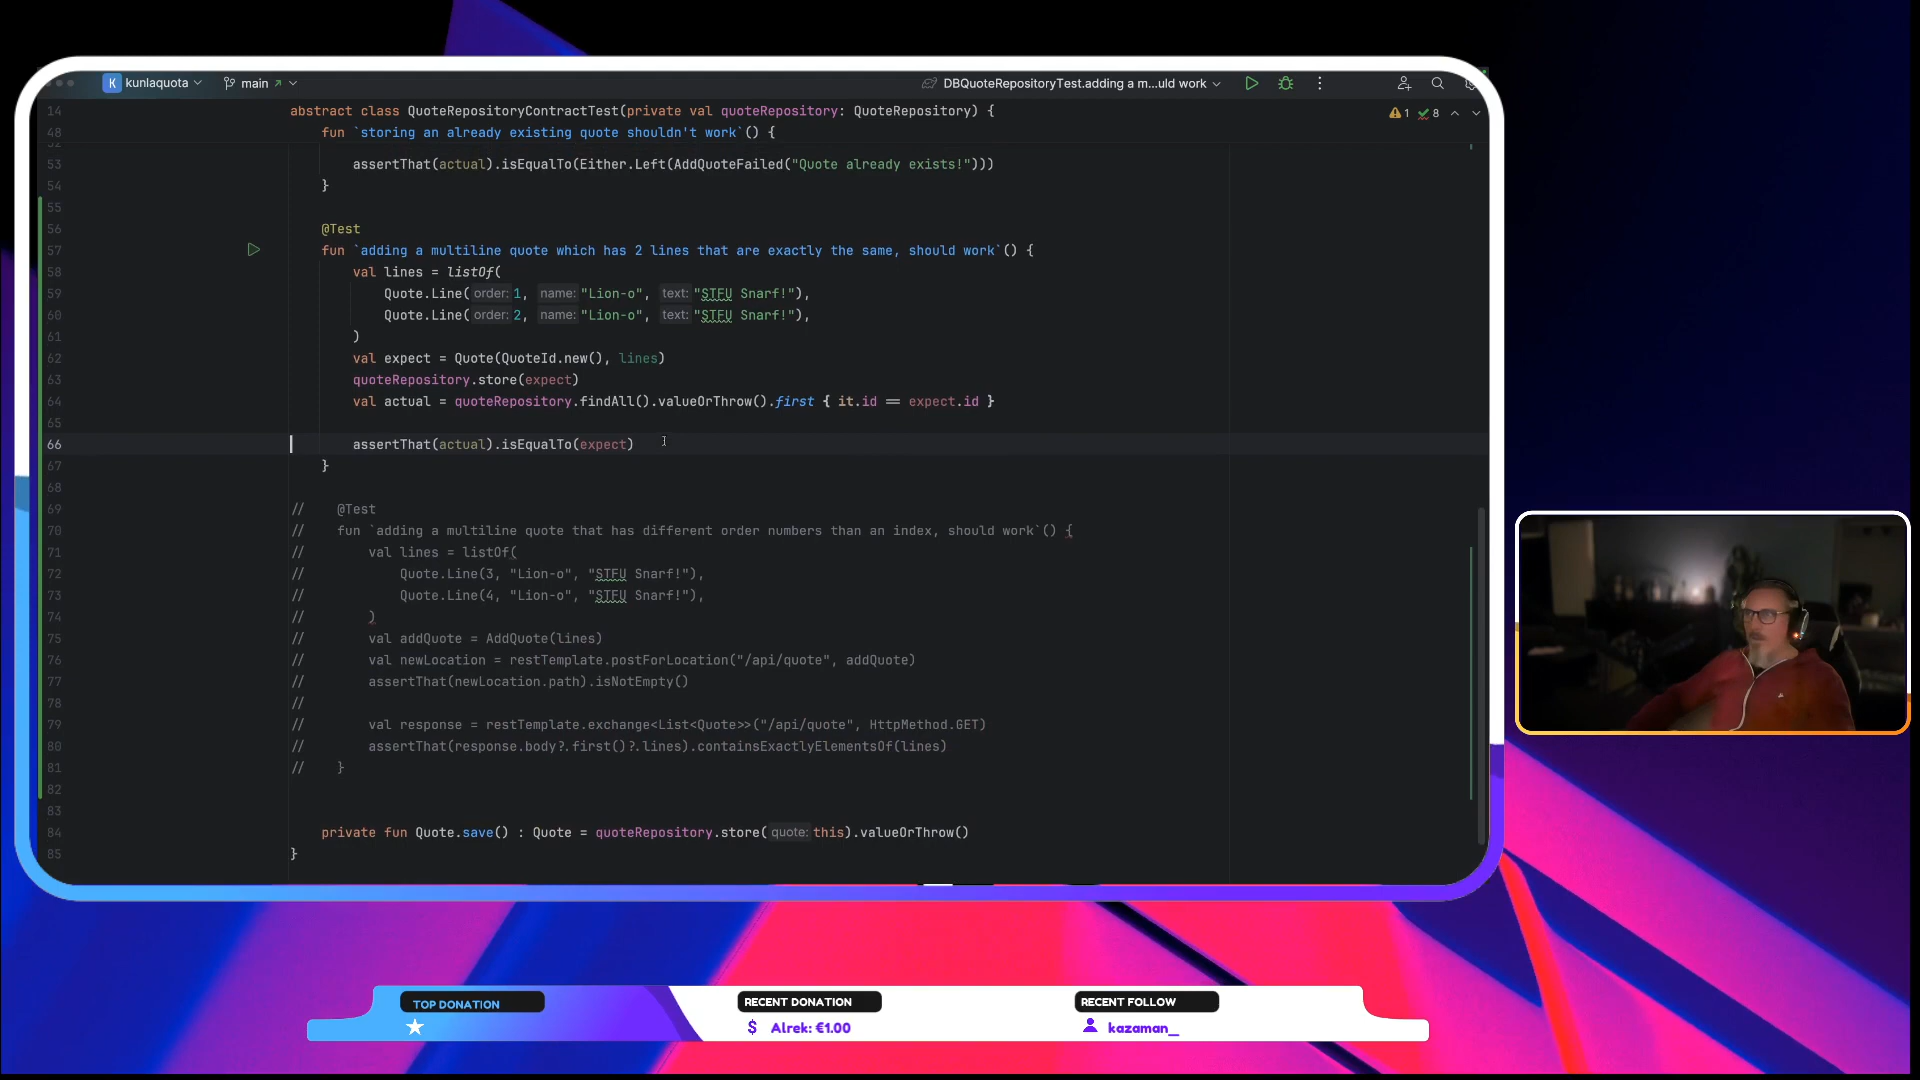 K kunlaquota main DBQuoteRepositoryTest.adding a m...uld work
14 abstract class QuoteRepositoryContractTest(private val quoteRepository: QuoteRepository) { 1 8
48 fun `storing an already existing quote shouldn't work`() {
53 assertThat(actual).isEqualTo(Either.Left(AddQuoteFailed("Quote already exists!")))
54 }
55
56 @Test
57 fun `adding a multiline quote which has 2 lines that are exactly the same, should work`() {
58 val lines = listOf(
59 Quote.Line( order: 1, name: "Lion-o", text: "STFU Snarf!"),
60 Quote.Line( order: 2, name: "Lion-o", text: "STFU Snarf!"),
61 )
62 val expect = Quote(QuoteId.new(), lines)
63 quoteRepository.store(expect)
64 val actual = quoteRepository.findAll().valueOrThrow().first { it.id == expect.id }
65
66 assertThat(actual).isEqualTo(expect)
67 }
68
69 // @Test
70 // fun `adding a multiline quote that has different order numbers than an index, should work`() {
71 // val lines = listOf(
72 // Quote.Line(3, "Lion-o", "STFU Snarf!"),
73 // Quote.Line(4, "Lion-o", "STFU Snarf!"),
74 // )
75 // val addQuote = AddQuote(lines)
76 // val newLocation = restTemplate.postForLocation("/api/quote", addQuote)
77 // assertThat(newLocation.path).isNotEmpty()
78 //
79 // val response = restTemplate.exchange<List<Quote>>("/api/quote", HttpMethod.GET)
80 // assertThat(response.body?.first()?.lines).containsExactlyElementsOf(lines)
81 // }
82
83
84 private fun Quote.save() : Quote = quoteRepository.store( quote: this).valueOrThrow()
85 }
TOP DONATION
RECENT DONATION
$ Alrek: €1.00
RECENT FOLLOW
kazaman_